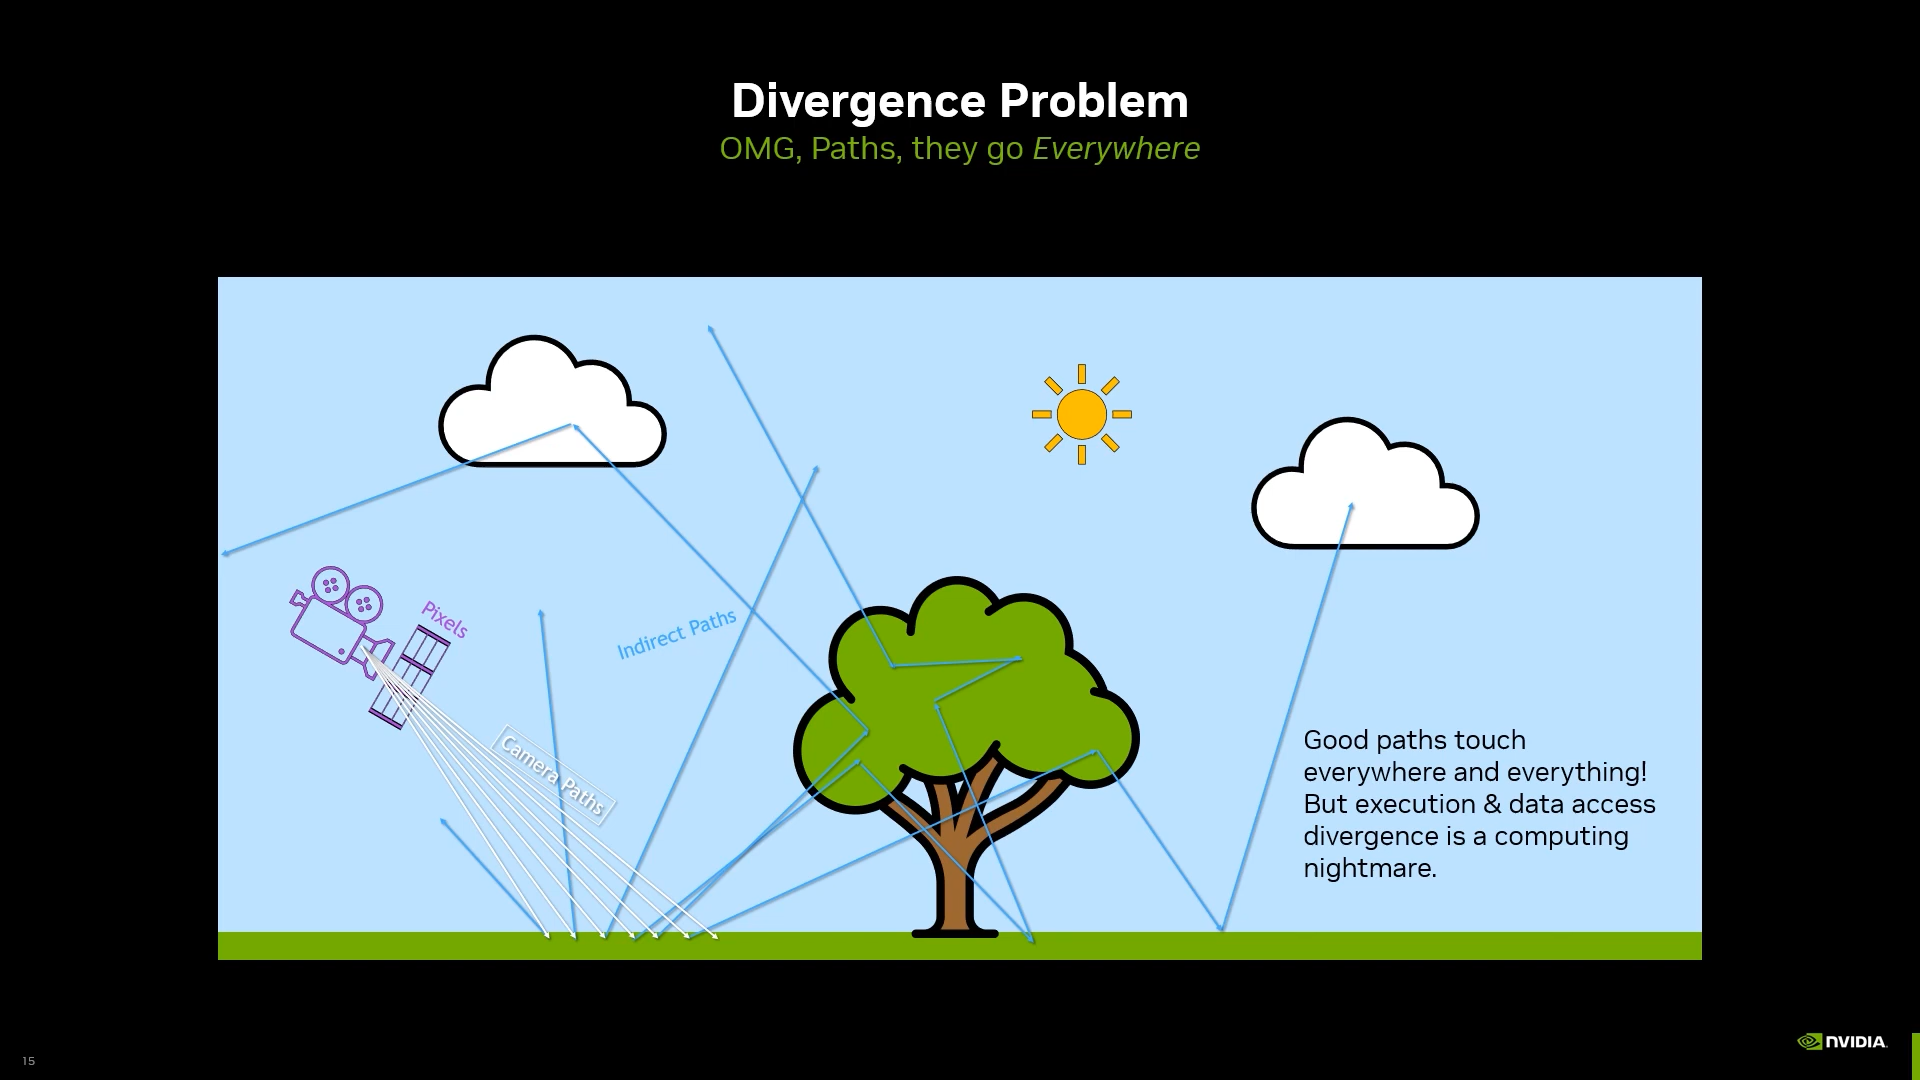 Divergence Problem
OMG, Paths, they go Everywhere
Pixels
Indirect Paths
Camera Paths
Good paths touch
everywhere and everything!
But execution & data access
divergence is a computing
nightmare.
15
NVIDIA.